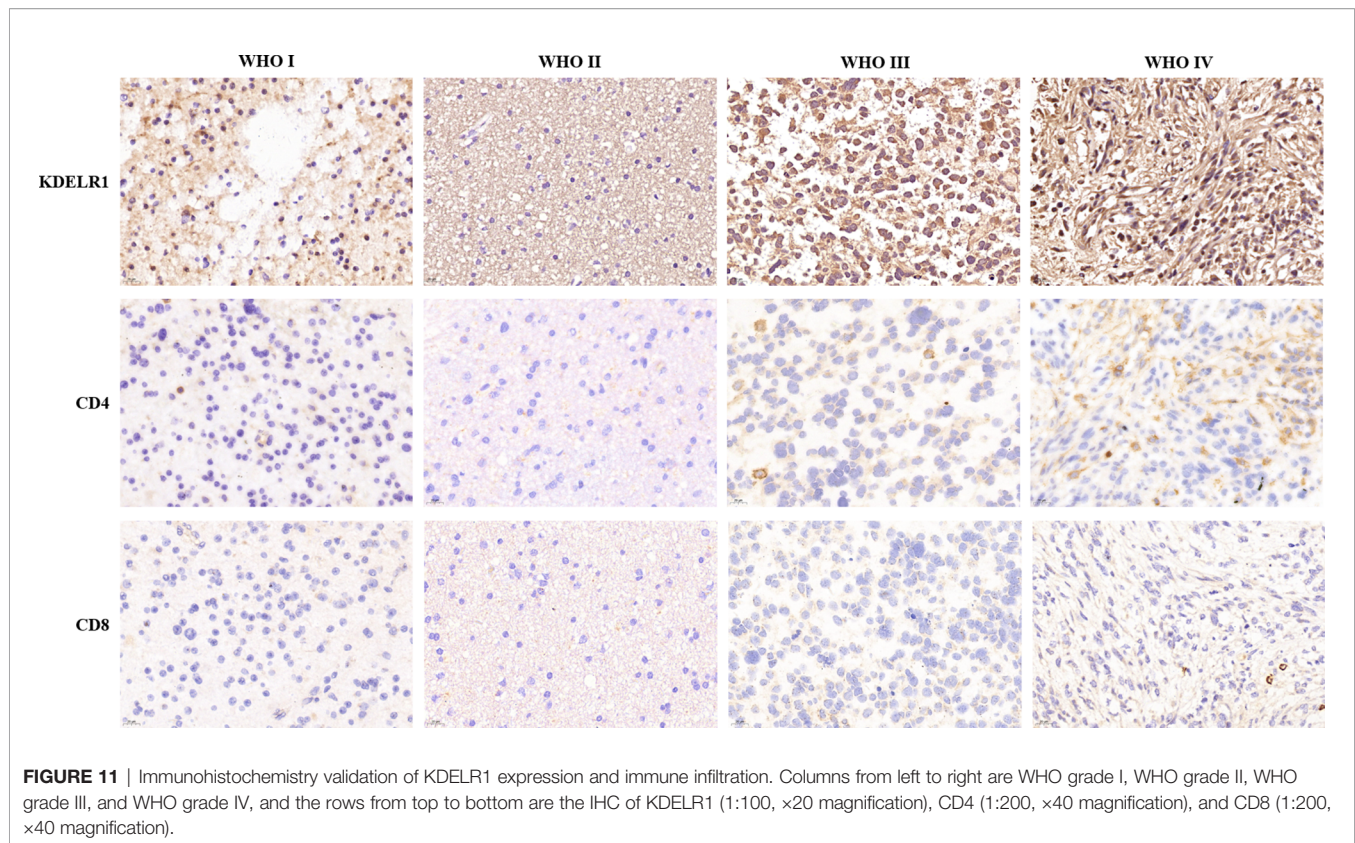 WHO I WHO II WHO III WHO IV
KDELR1
CD4
CD8
FIGURE 11 | Immunohistochemistry validation of KDELR1 expression and immune infiltration. Columns from left to right are WHO grade I, WHO grade II, WHO
grade III, and WHO grade IV, and the rows from top to bottom are the IHC of KDELR1 (1:100, ×20 magnification), CD4 (1:200, ×40 magnification), and CD8 (1:200,
×40 magnification).